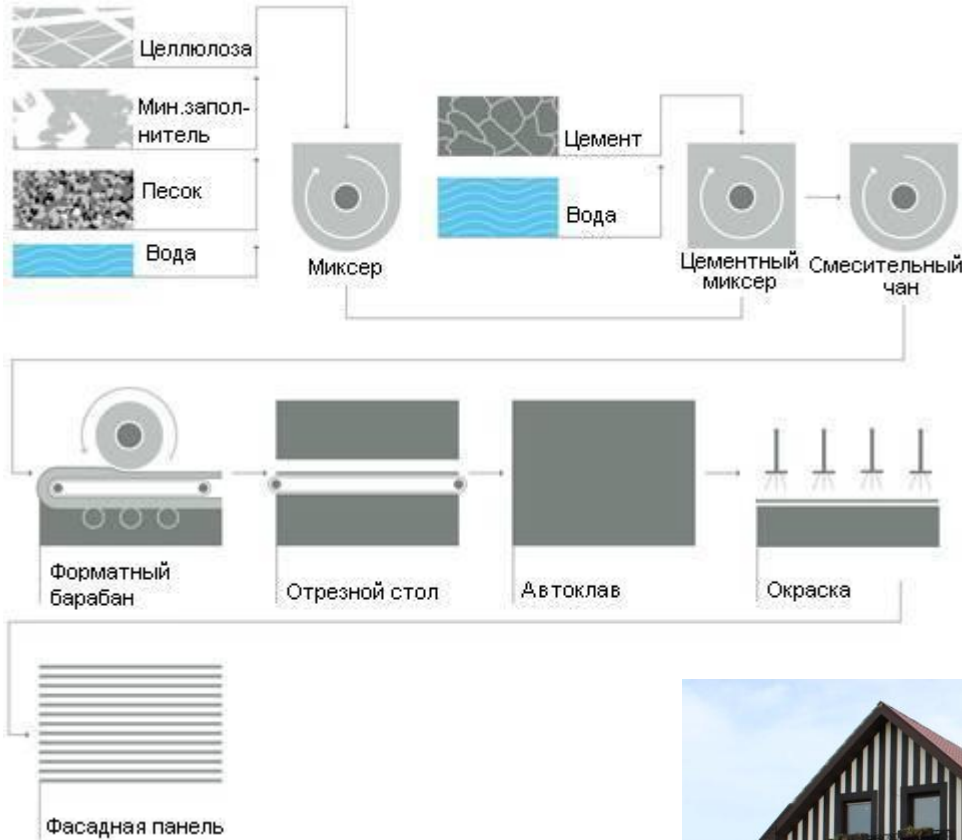 Целлюлоза
Мин.запол-
нитель
Песок
Вода
Миксер
Цемент
Вода
Цементный
миксер
Смесительный
чан
Форматный
барабан
Отрезной стол
Автоклав
Окраска
Фасадная панель